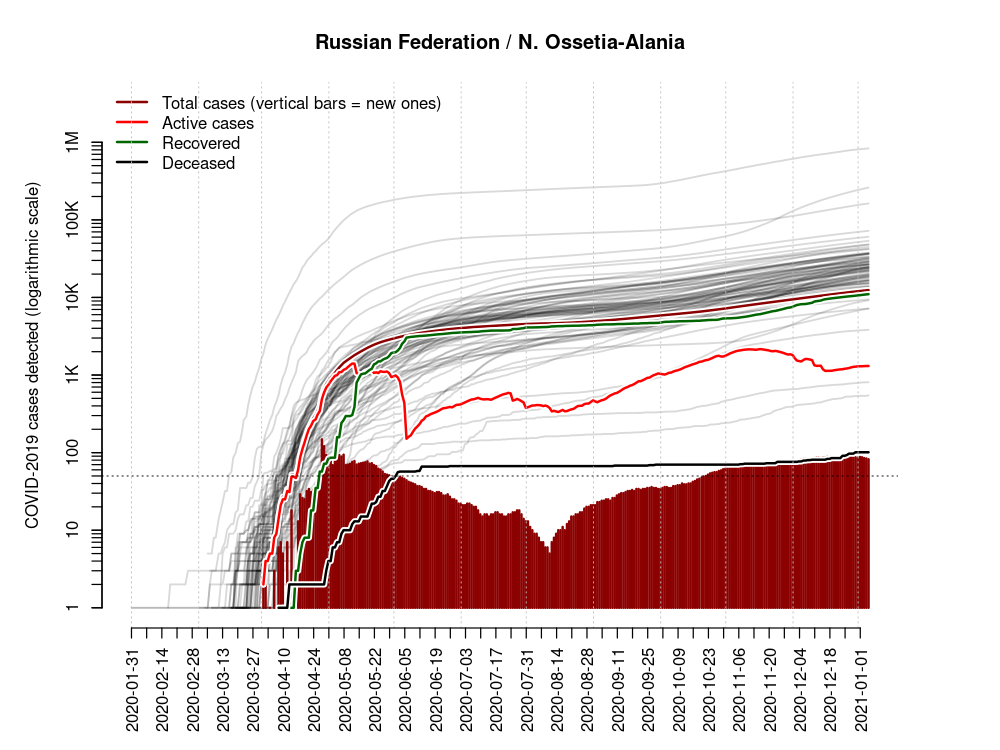 Russian Federation / N. Ossetia-Alania
Total cases (vertical bars = new ones)
Active cases
Recovered
Deceased
COVID-2019 cases detected (logarithmic scale)
1M
100K
10K
1K
100
10
1
2020-01-31
2020-02-14
2020-02-28
2020-03-13
2020-03-27
2020-04-10
2020-04-24
2020-05-08
2020-05-22
2020-06-05
2020-06-19
2020-07-03
2020-07-17
2020-07-31
2020-08-14
2020-08-28
2020-09-11
2020-09-25
2020-10-09
2020-10-23
2020-11-06
2020-11-20
2020-12-04
2020-12-18
2021-01-01